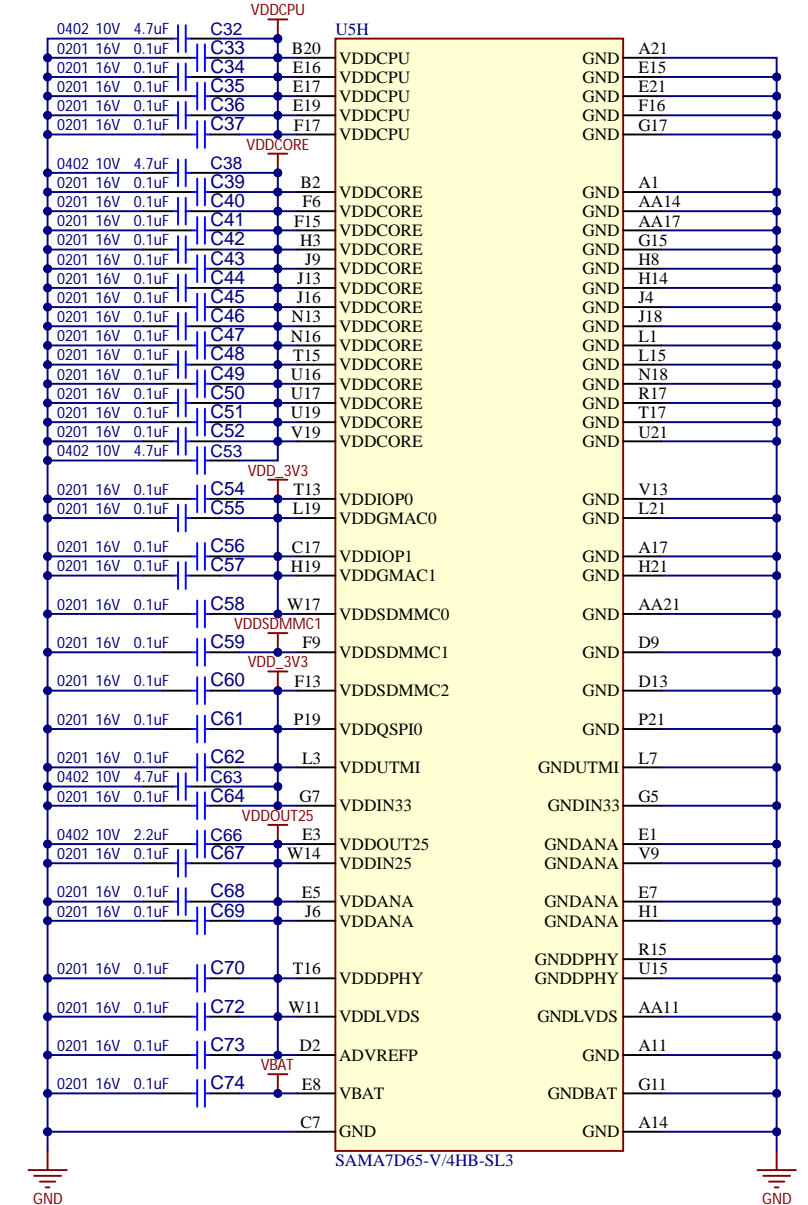 VDDCPU
U5H
0402 10V 4.7uF C32
0201 16V 0.1uF C33 B20 VDDCPU GND A21
0201 16V 0.1uF C34 E16 VDDCPU GND E15
0201 16V 0.1uF C35 E17 VDDCPU GND E21
0201 16V 0.1uF C36 E19 VDDCPU GND F16
0201 16V 0.1uF C37 F17 VDDCPU GND G17
VDDCORE
0402 10V 4.7uF C38
0201 16V 0.1uF C39 B2 VDDCORE GND A1
0201 16V 0.1uF C40 F6 VDDCORE GND AA14
0201 16V 0.1uF C41 F15 VDDCORE GND AA17
0201 16V 0.1uF C42 H3 VDDCORE GND G15
0201 16V 0.1uF C43 J9 VDDCORE GND H8
0201 16V 0.1uF C44 J13 VDDCORE GND H14
0201 16V 0.1uF C45 J16 VDDCORE GND J4
0201 16V 0.1uF C46 N13 VDDCORE GND J18
0201 16V 0.1uF C47 N16 VDDCORE GND L1
0201 16V 0.1uF C48 T15 VDDCORE GND L15
0201 16V 0.1uF C49 U16 VDDCORE GND N18
0201 16V 0.1uF C50 U17 VDDCORE GND R17
0201 16V 0.1uF C51 U19 VDDCORE GND T17
0201 16V 0.1uF C52 V19 VDDCORE GND U21
0402 10V 4.7uF C53
VDD_3V3
0201 16V 0.1uF C54 T13 VDDIOP0 GND V13
0201 16V 0.1uF C55 L19 VDDGMAC0 GND L21
0201 16V 0.1uF C56 C17 VDDIOP1 GND A17
0201 16V 0.1uF C57 H19 VDDGMAC1 GND H21
0201 16V 0.1uF C58 W17 VDDSDMMC0 GND AA21
VDDSDMMC1
0201 16V 0.1uF C59 F9 VDDSDMMC1 GND D9
VDD_3V3
0201 16V 0.1uF C60 F13 VDDSDMMC2 GND D13
0201 16V 0.1uF C61 P19 VDDQSPI0 GND P21
0201 16V 0.1uF C62 L3 VDDUTMI GNDUTMI L7
0402 10V 4.7uF C63
0201 16V 0.1uF C64 G7 VDDIN33 GNDIN33 G5
VDDOUT25
0402 10V 2.2uF C66 E3 VDDOUT25 GNDANA E1
0201 16V 0.1uF C67 W14 VDDIN25 GNDANA V9
0201 16V 0.1uF C68 E5 VDDANA GNDANA E7
0201 16V 0.1uF C69 J6 VDDANA GNDANA H1
GNDDPHY R15
0201 16V 0.1uF C70 T16 VDDDPHY GNDDPHY U15
0201 16V 0.1uF C72 W11 VDDLVDS GNDLVDS AA11
0201 16V 0.1uF C73 D2 ADVREFP GND A11
VBAT
0201 16V 0.1uF C74 E8 VBAT GNDBAT G11
C7 GND GND A14
SAMA7D65-V/4HB-SL3
GND GND